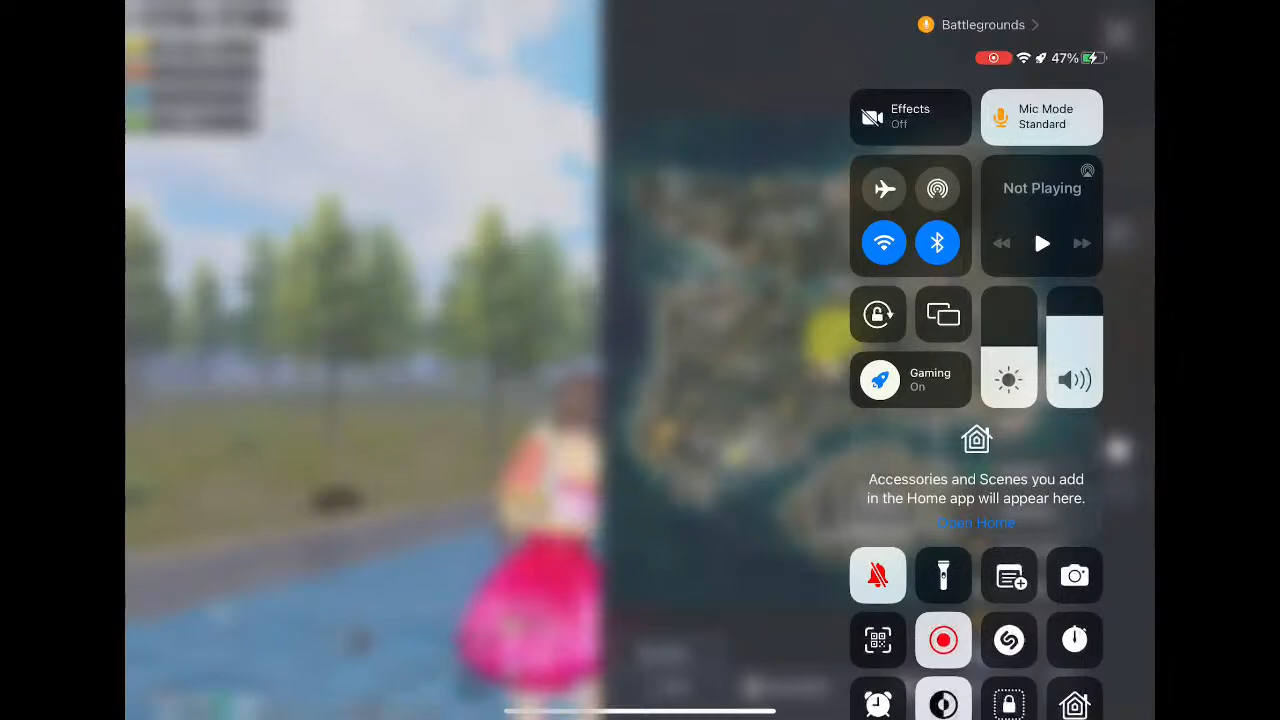 Battlegrounds
47%
Effects
Off
Mic Mode
Standard
Not Playing
Gaming
On
Accessories and Scenes you add
in the Home app will appear here.
Open Home